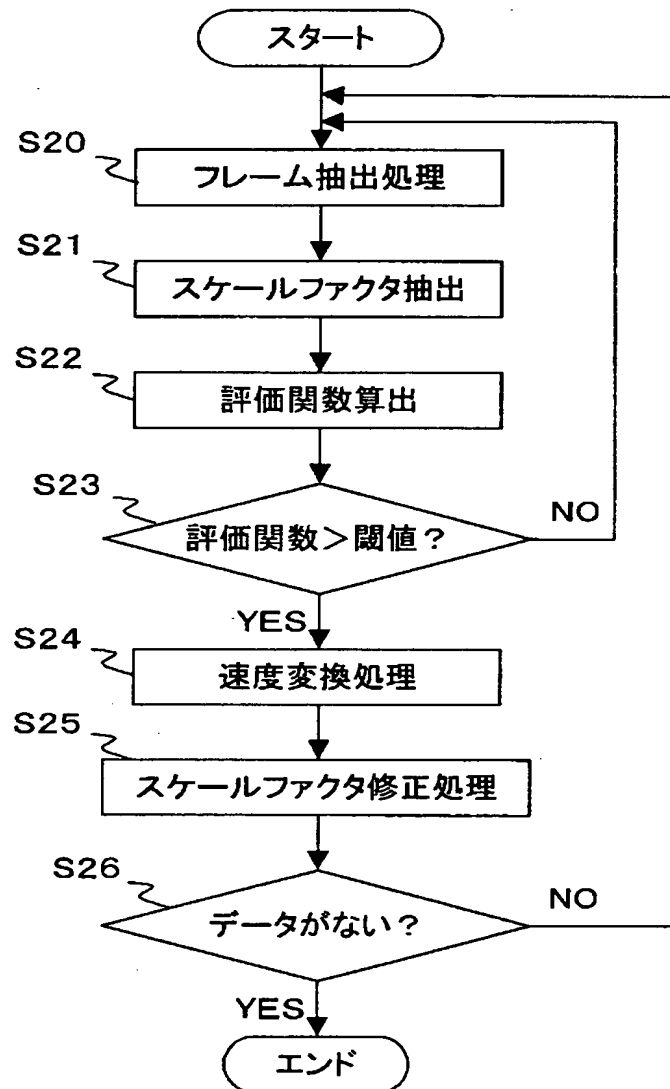 スタート
S20
フレーム抽出処理
S21
スケールファクタ抽出
S22
評価関数算出
S23
評価関数＞閾値？
NO
YES
S24
速度変換処理
S25
スケールファクタ修正処理
S26
データがない？
NO
YES
エンド